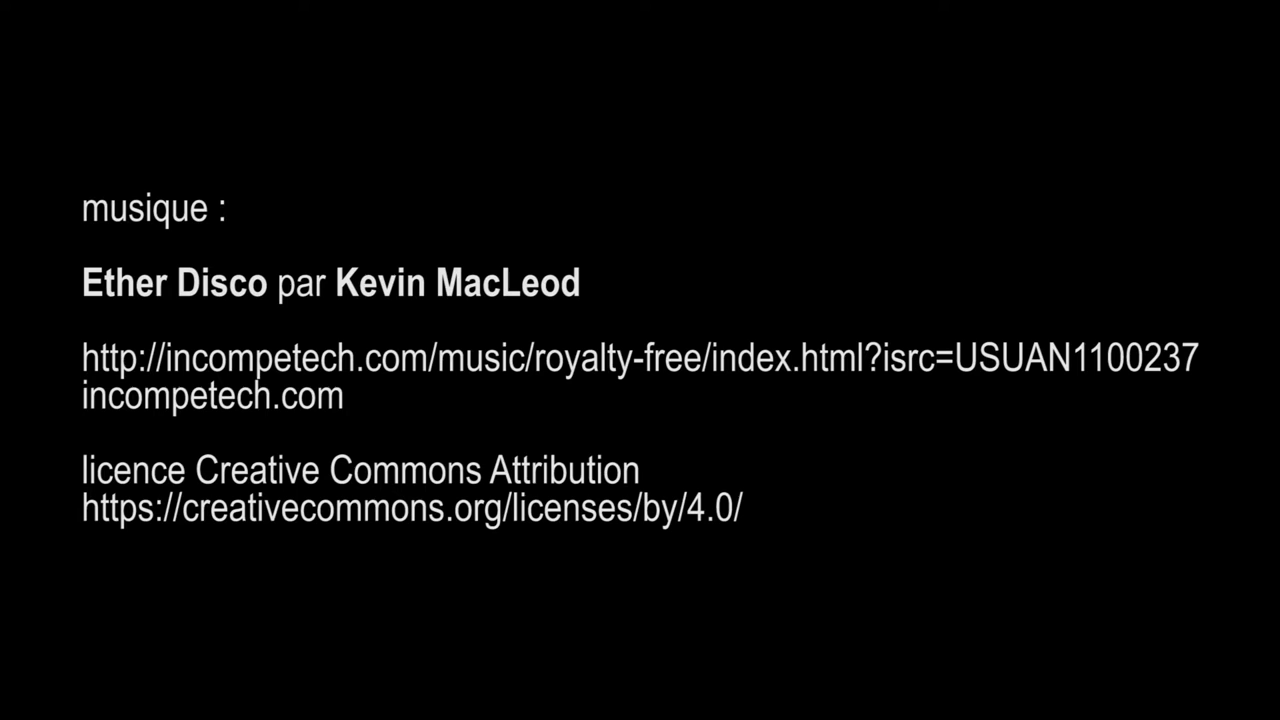 musique :
Ether Disco par Kevin MacLeod
http://incompetech.com/music/royalty-free/index.html?isrc=USUAN1100237
incompetech.com
licence Creative Commons Attribution
https://creativecommons.org/licenses/by/4.0/